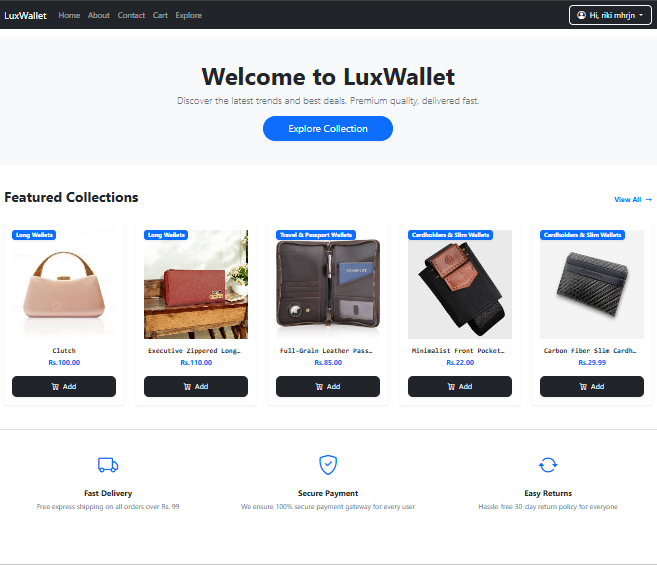 LuxWallet Home About Contact Cart Explore Hi, riki mhrjn
Welcome to LuxWallet
Discover the latest trends and best deals. Premium quality, delivered fast.
Explore Collection
Featured Collections
View All →
Long Wallets
Long Wallets
Travel & Passport Wallets
Cardholders & Slim Wallets
Cardholders & Slim Wallets
PASSPORT
Clutch
Executive Zippered Long…
Full-Grain Leather Pass…
Minimalist Front Pocket…
Carbon Fiber Slim Cardh…
Rs.100.00
Rs.110.00
Rs.85.00
Rs.22.00
Rs.29.99
Add
Add
Add
Add
Add
Fast Delivery
Secure Payment
Easy Returns
Free express shipping on all orders over Rs. 99
We ensure 100% secure payment gateway for every user
Hassle-free 30-day return policy for everyone